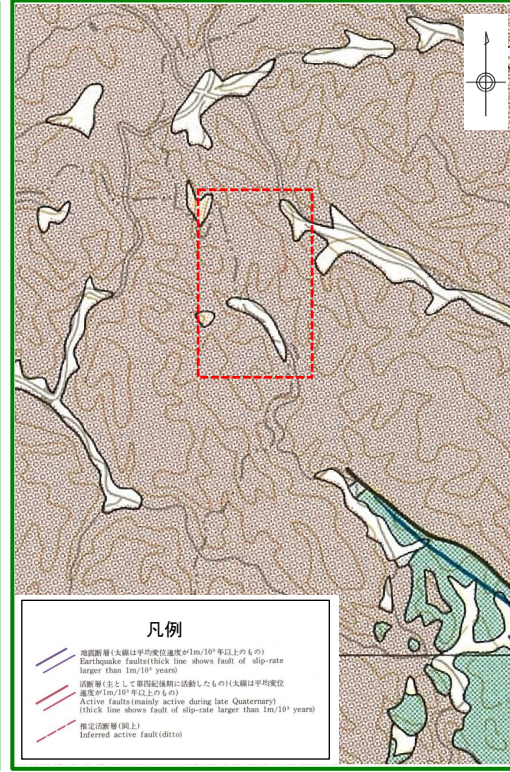 凡例
地震断層(太線は平均変位速度が1m/10³年以上のもの)
Earthquake faults(thick line shows fault of slip-rate
larger than 1m/10³ years)
活断層(主として第四紀後期に活動したもの)(太線は平均変位
速度が1m/10³年以上のもの)
Active faults(mainly active during late Quaternary)
(thick line shows fault of slip-rate larger than 1m/10³ years)
推定活断層(同上)
Inferred active fault(ditto)